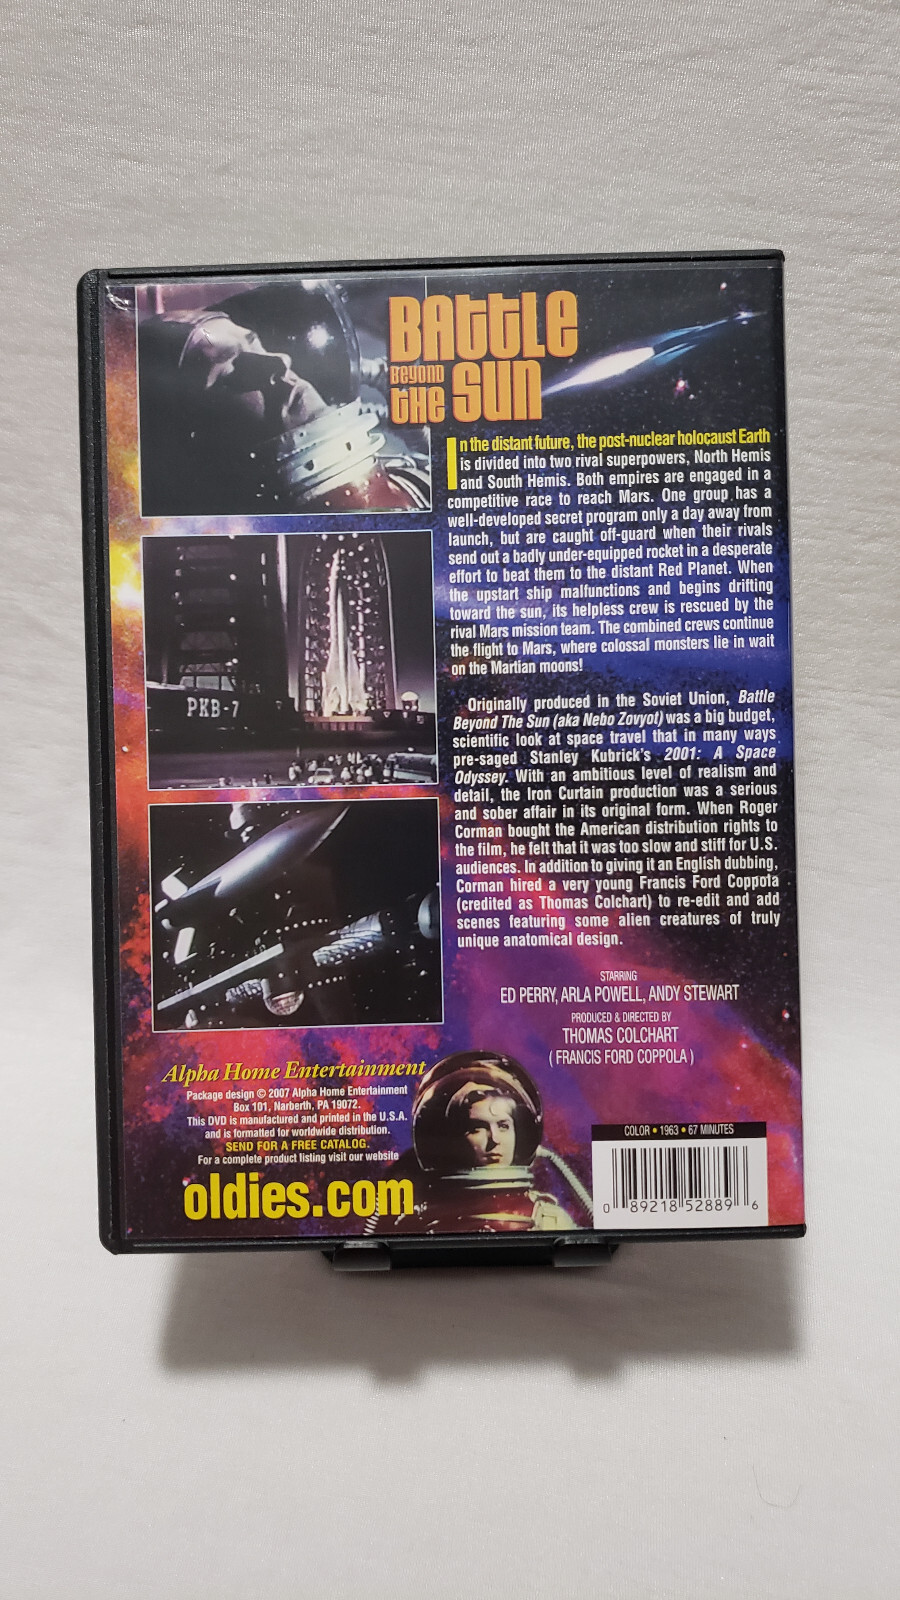 BAttLE
BEYOND
tHE SUN
In the distant future, the post-nuclear holocaust Earth
is divided into two rival superpowers, North Hemis
and South Hemis. Both empires are engaged in a
competitive race to reach Mars. One group has a
well-developed secret program only a day away from
launch, but are caught off-guard when their rivals
send out a badly under-equipped rocket in a desperate
effort to beat them to the distant Red Planet. When
the upstart ship malfunctions and begins drifting
toward the sun, its helpless crew is rescued by the
rival Mars mission team. The combined crews continue
the flight to Mars, where colossal monsters lie in wait
on the Martian moons!
PKB-7
Originally produced in the Soviet Union, Battle
Beyond The Sun (aka Nebo Zovyot) was a big budget,
scientific look at space travel that in many ways
pre-saged Stanley Kubrick's 2001: A Space
Odyssey. With an ambitious level of realism and
detail, the Iron Curtain production was a serious
and sober affair in its original form. When Roger
Corman bought the American distribution rights to
the film, he felt that it was too slow and stiff for U.S.
audiences. In addition to giving it an English dubbing,
Corman hired a very young Francis Ford Coppola
(credited as Thomas Colchart) to re-edit and add
scenes featuring some alien creatures of truly
unique anatomical design.
STARRING
ED PERRY, ARLA POWELL, ANDY STEWART
PRODUCED & DIRECTED BY
THOMAS COLCHART
( FRANCIS FORD COPPOLA )
Alpha Home Entertainment
Package design © 2007 Alpha Home Entertainment
Box 101, Narberth, PA 19072.
This DVD is manufactured and printed in the U.S.A.
and is formatted for worldwide distribution.
SEND FOR A FREE CATALOG.
For a complete product listing visit our website
oldies.com
COLOR • 1963 • 67 MINUTES
0 89218 52889 6